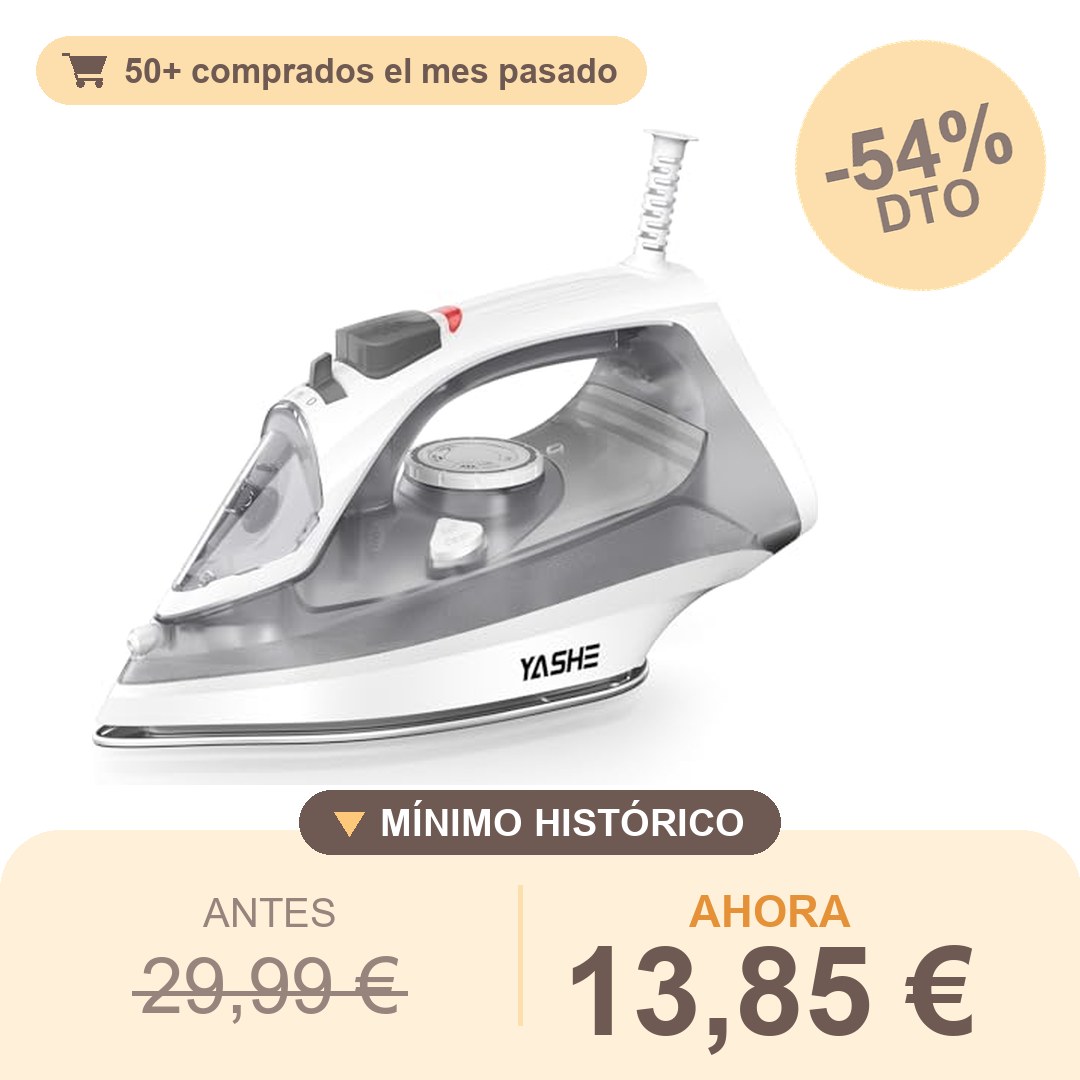 50+ comprados el mes pasado
-54%
DTO
YASHE
MÍNIMO HISTÓRICO
ANTES
29,99 €
AHORA
13,85 €